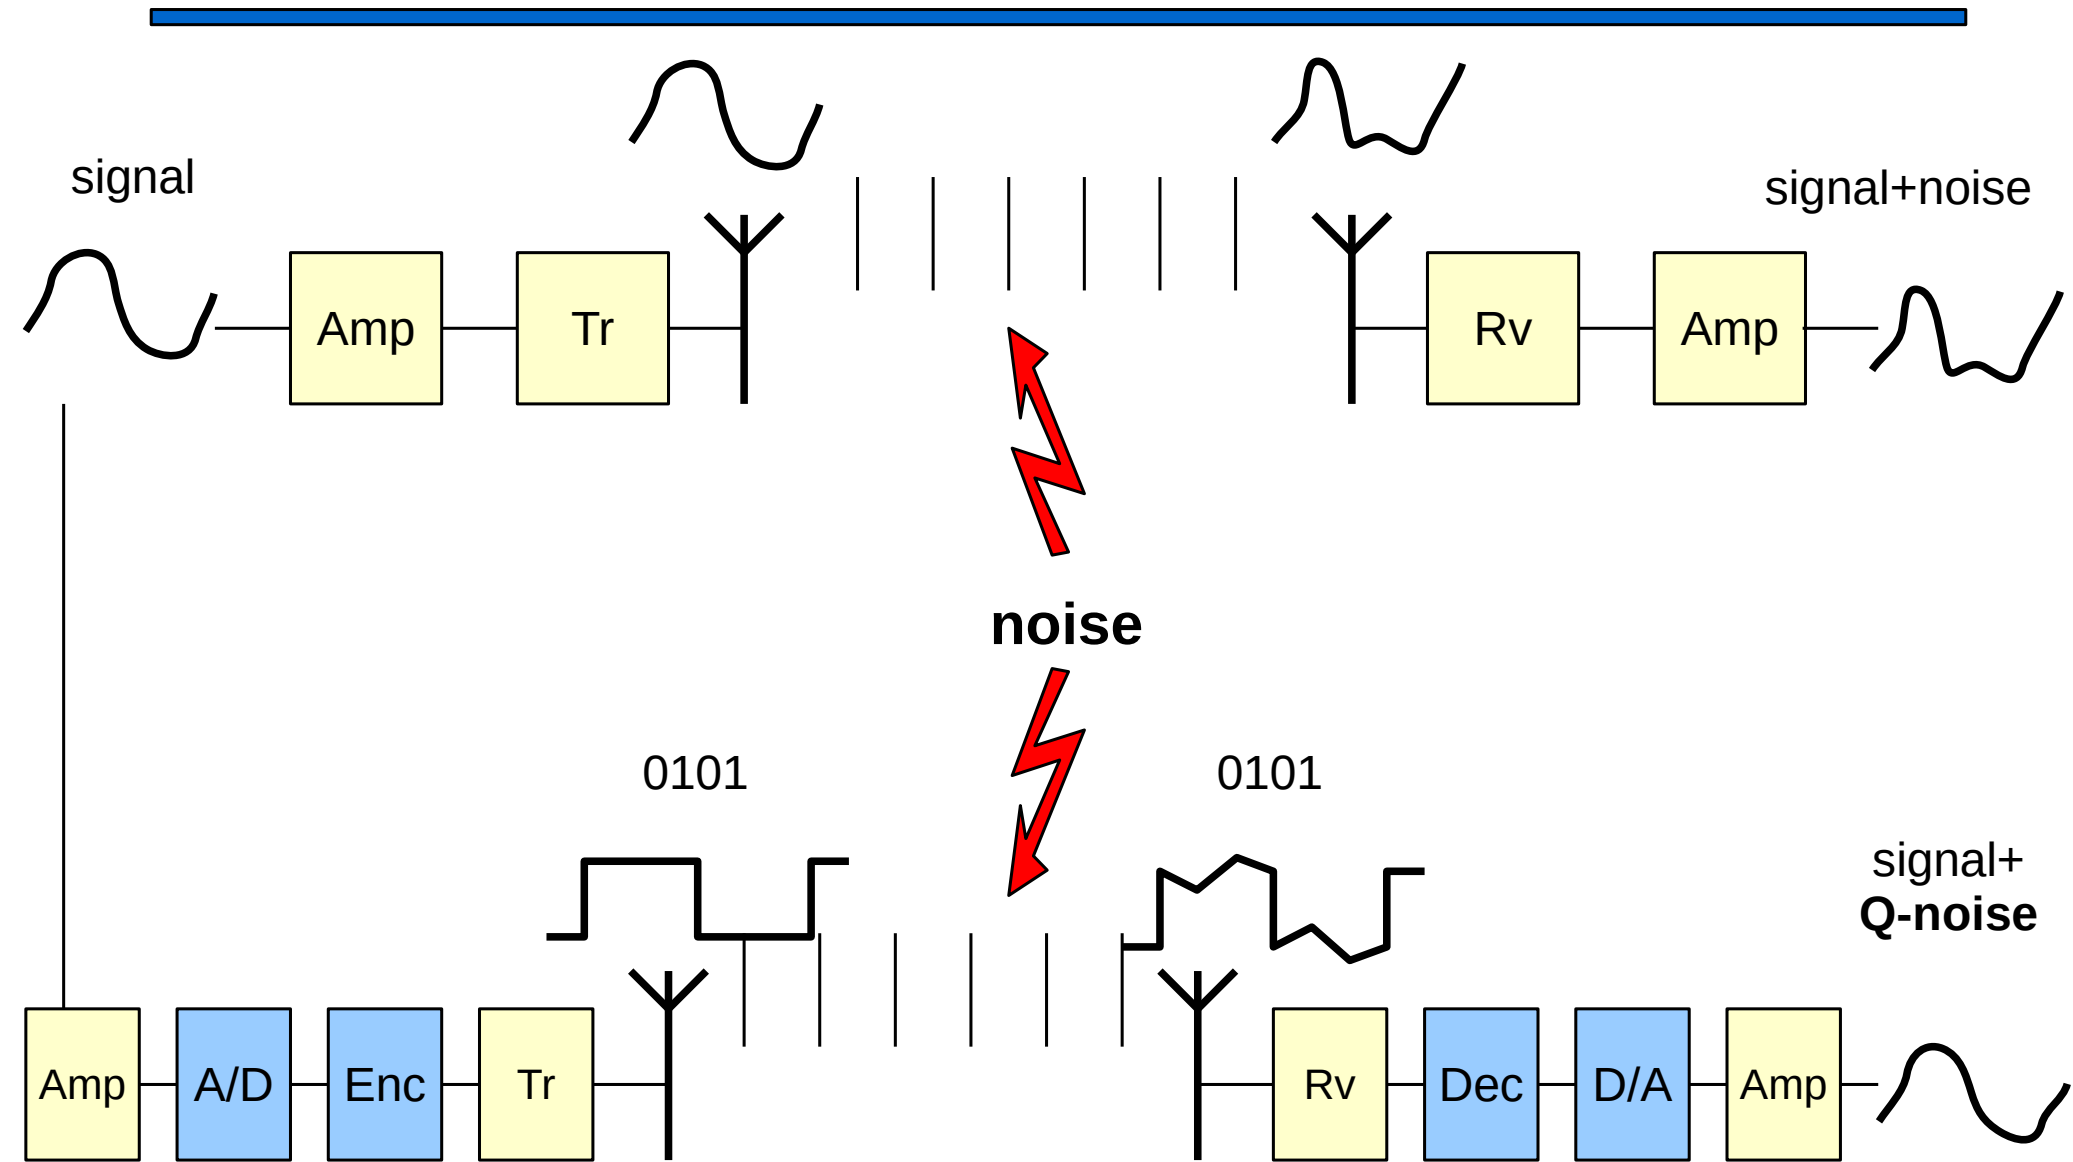 signal
signal+noise
Amp
Tr
Rv
Amp
noise
0101
0101
signal+
Q-noise
Amp
A/D
Enc
Tr
Rv
Dec
D/A
Amp